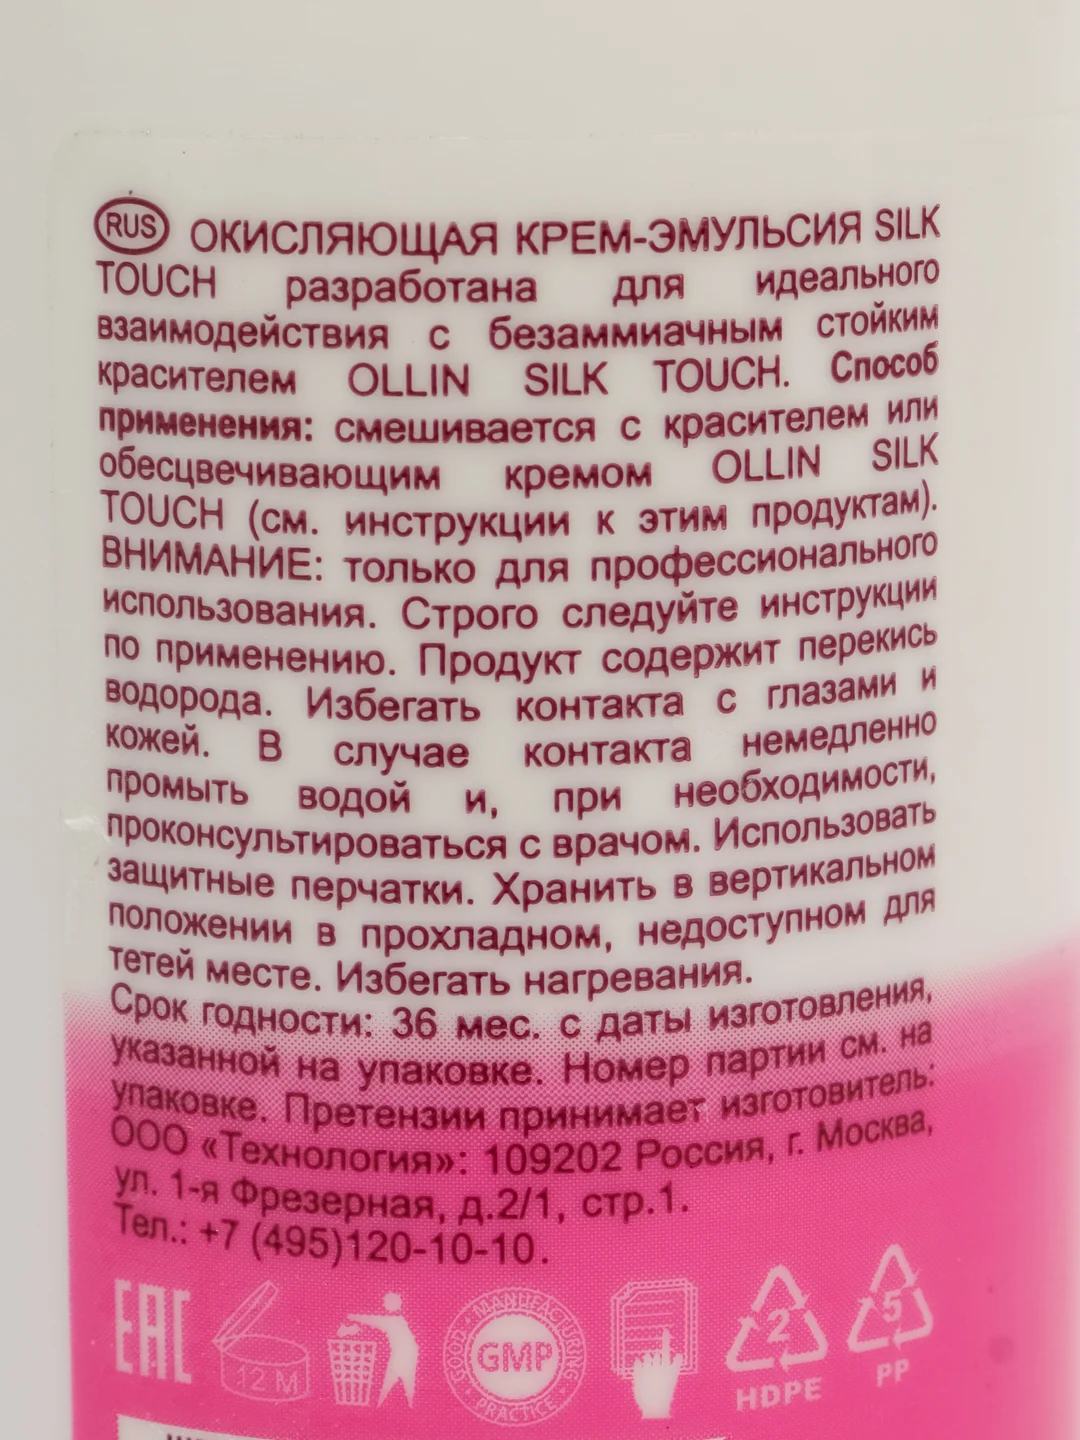 RUS ОКИСЛЯЮЩАЯ КРЕМ-ЭМУЛЬСИЯ SILK
TOUCH разработана для идеального
взаимодействия с безаммиачным стойким
красителем OLLIN SILK TOUCH. Способ
применения: смешивается с красителем или
обесцвечивающим кремом OLLIN SILK
TOUCH (см. инструкции к этим продуктам).
ВНИМАНИЕ: только для профессионального
использования. Строго следуйте инструкции
по применению. Продукт содержит перекись
водорода. Избегать контакта с глазами и
кожей. В случае контакта немедленно
промыть водой и, при необходимости,
проконсультироваться с врачом. Использовать
защитные перчатки. Хранить в вертикальном
положении в прохладном, недоступном для
тетей месте. Избегать нагревания.
Срок годности: 36 мес. с даты изготовления,
указанной на упаковке. Номер партии см. на
упаковке. Претензии принимает изготовитель:
ООО «Технология»: 109202 Россия, г. Москва,
ул. 1-я Фрезерная, д.2/1, стр.1.
Тел.: +7 (495)120-10-10.
EAC
12 M
GOOD MANUFACTURING PRACTICE
GMP
2
HDPE
5
PP